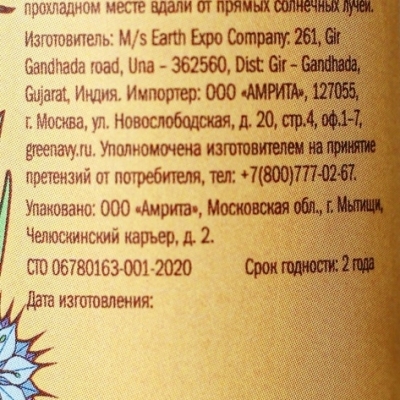 прохладном месте вдали от прямых солнечных лучей.
Изготовитель: M/s Earth Expo Company: 261, Gir
Gandhada road, Una – 362560, Dist: Gir – Gandhada,
Gujarat, Индия. Импортер: ООО «АМРИТА», 127055,
г. Москва, ул. Новослободская, д. 20, стр.4, оф.1-7,
greenavy.ru. Уполномочена изготовителем на принятие
претензий от потребителя, тел: +7(800)777-02-67.
Упаковано: ООО «Амрита», Московская обл., г. Мытищи,
Челюскинский карьер, д. 2.
СТО 06780163-001-2020 Срок годности: 2 года
Дата изготовления: